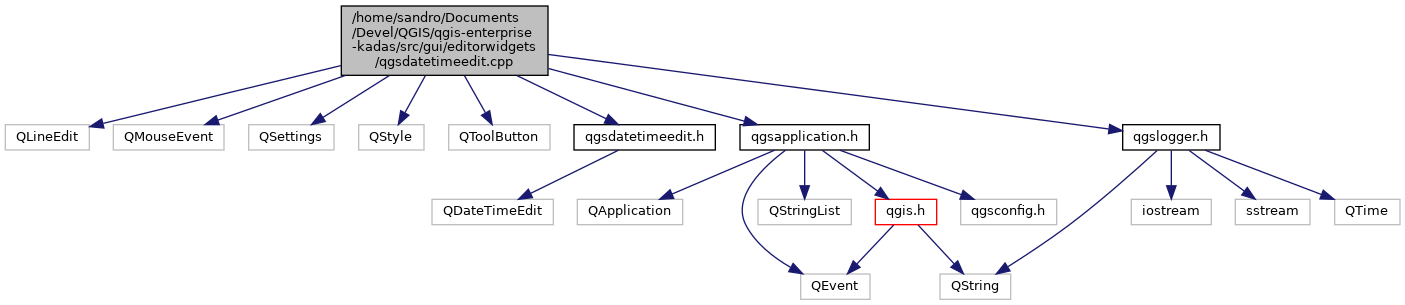 /home/sandro/Documents
/Devel/QGIS/qgis-enterprise
-kadas/src/gui/editorwidgets
/qgsdatetimeedit.cpp
QLineEdit
QMouseEvent
QSettings
QStyle
QToolButton
qgsdatetimeedit.h
qgsapplication.h
qgslogger.h
QDateTimeEdit
QApplication
QStringList
qgis.h
qgsconfig.h
iostream
sstream
QTime
QEvent
QString